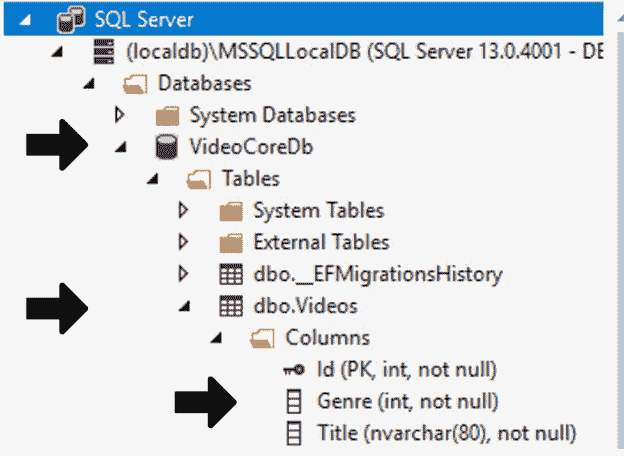 SQL Server
(localdb)\MSSQLLocalDB (SQL Server 13.0.4001 - DE
Databases
System Databases
VideoCoreDb
Tables
System Tables
External Tables
dbo.__EFMigrationsHistory
dbo.Videos
Columns
Id (PK, int, not null)
Genre (int, not null)
Title (nvarchar(80), not null)